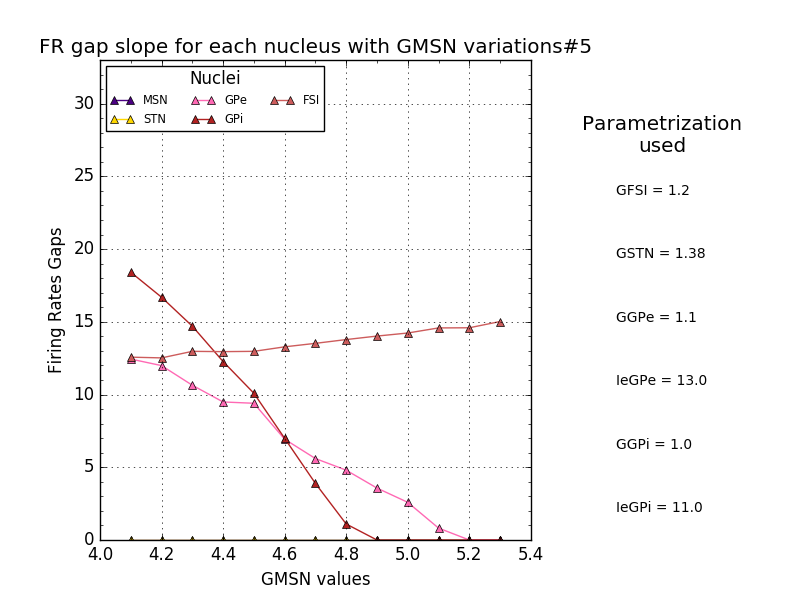 FR gap slope for each nucleus with GMSN variations#5
Nuclei
MSN GPe FSI
STN GPi
Firing Rates Gaps
30
25
20
15
10
5
0
4.0 4.2 4.4 4.6 4.8 5.0 5.2 5.4
GMSN values
Parametrization
used
GFSI = 1.2
GSTN = 1.38
GGPe = 1.1
IeGPe = 13.0
GGPi = 1.0
IeGPi = 11.0